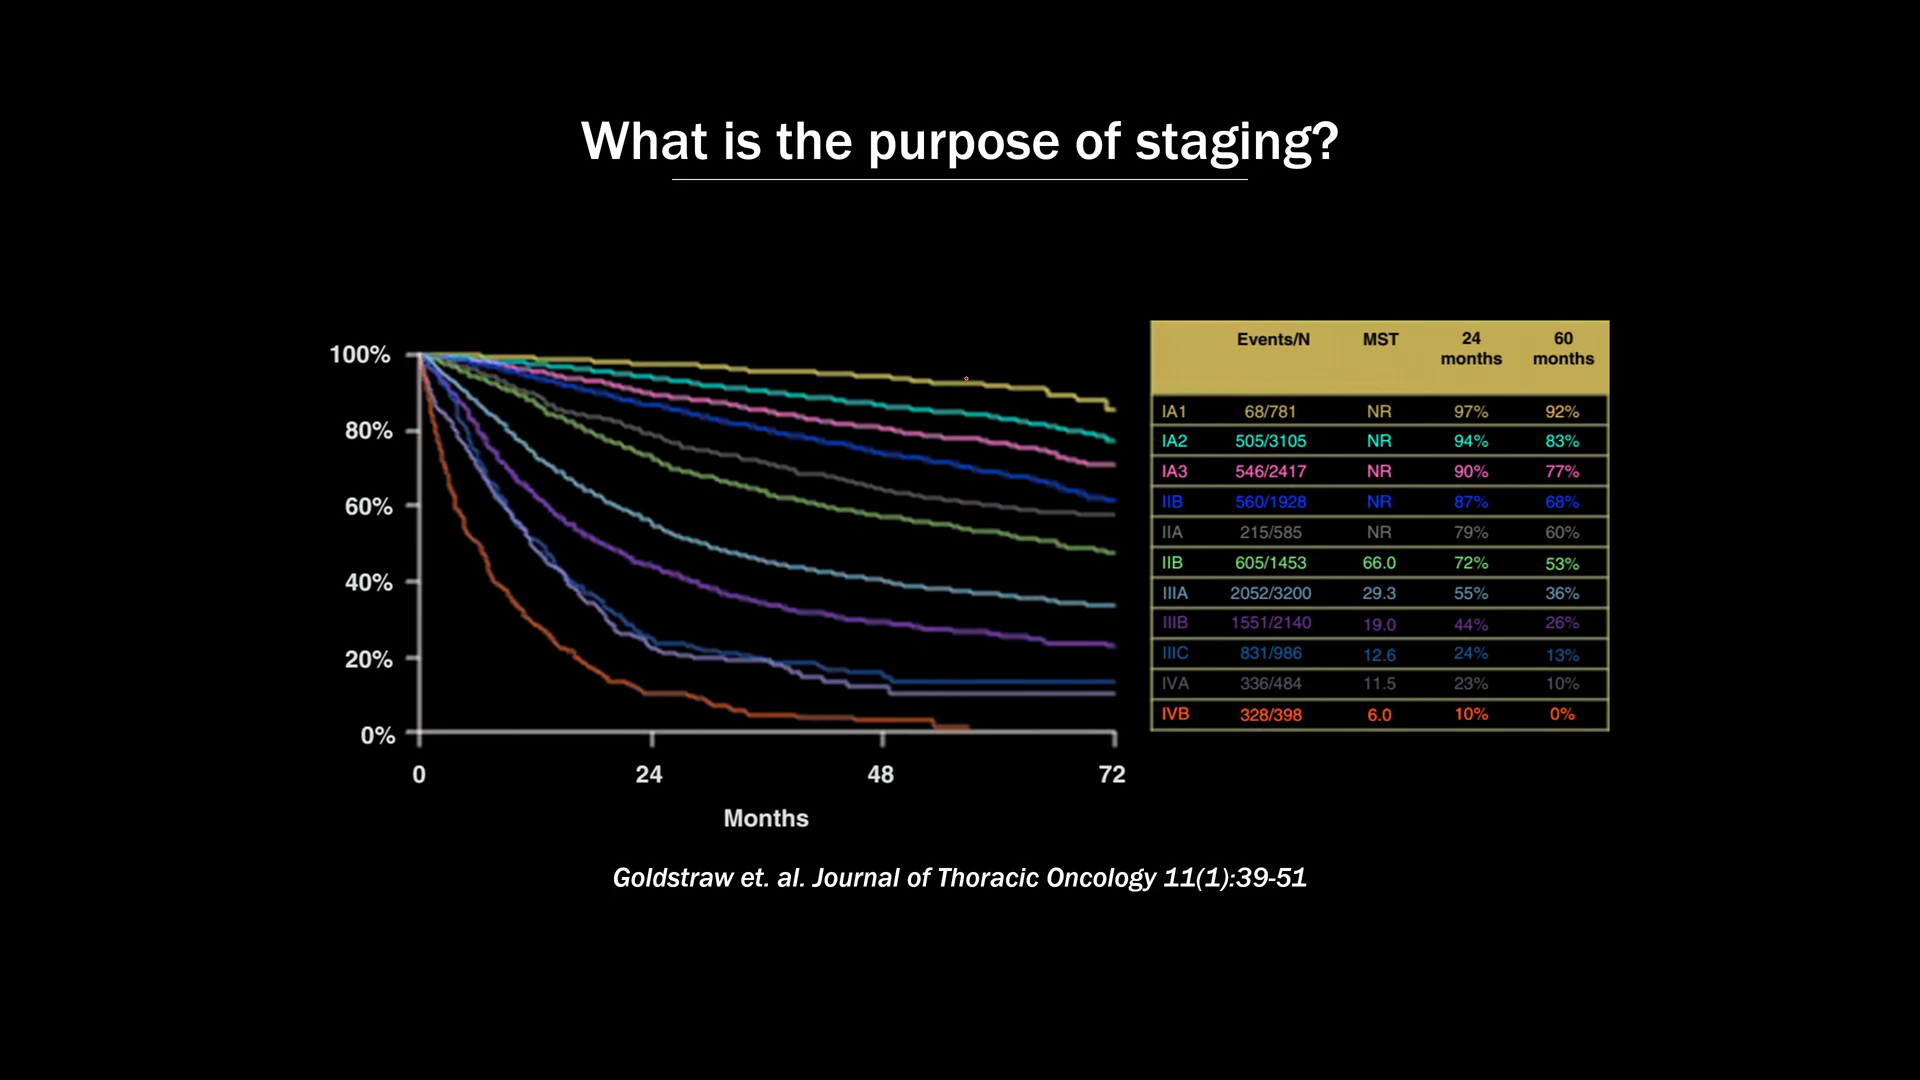 What is the purpose of staging?
100%
80%
60%
40%
20%
0%
0 24 48 72
Months
Events/N MST 24 months 60 months
IA1 68/781 NR 97% 92%
IA2 505/3105 NR 94% 83%
IA3 546/2417 NR 90% 77%
IIB 560/1928 NR 87% 68%
IIA 215/585 NR 79% 60%
IIB 605/1453 66.0 72% 53%
IIIA 2052/3200 29.3 55% 36%
IIIB 1551/2140 19.0 44% 26%
IIIC 831/986 12.6 24% 13%
IVA 336/484 11.5 23% 10%
IVB 328/398 6.0 10% 0%
Goldstraw et. al. Journal of Thoracic Oncology 11(1):39-51